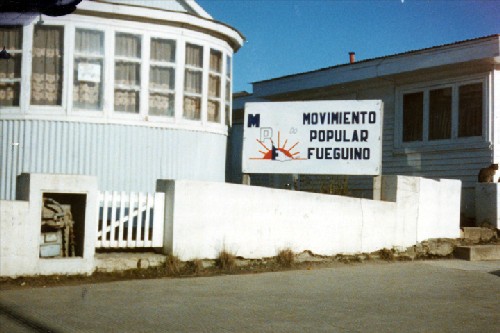 MOVIMIENTO
POPULAR
FUEGUINO
M
P
F